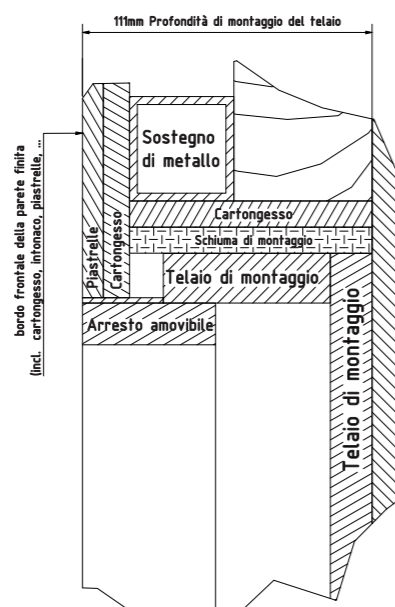 111mm Profondità di montaggio del telaio
bordo frontale della parete finita
(incl. cartongesso, intonaco, piastrelle, ...
Sostegno
di metallo
Piastrelle
Cartongesso
Cartongesso
Schiuma di montaggio
Telaio di montaggio
Arresto amovibile
Telaio di montaggio